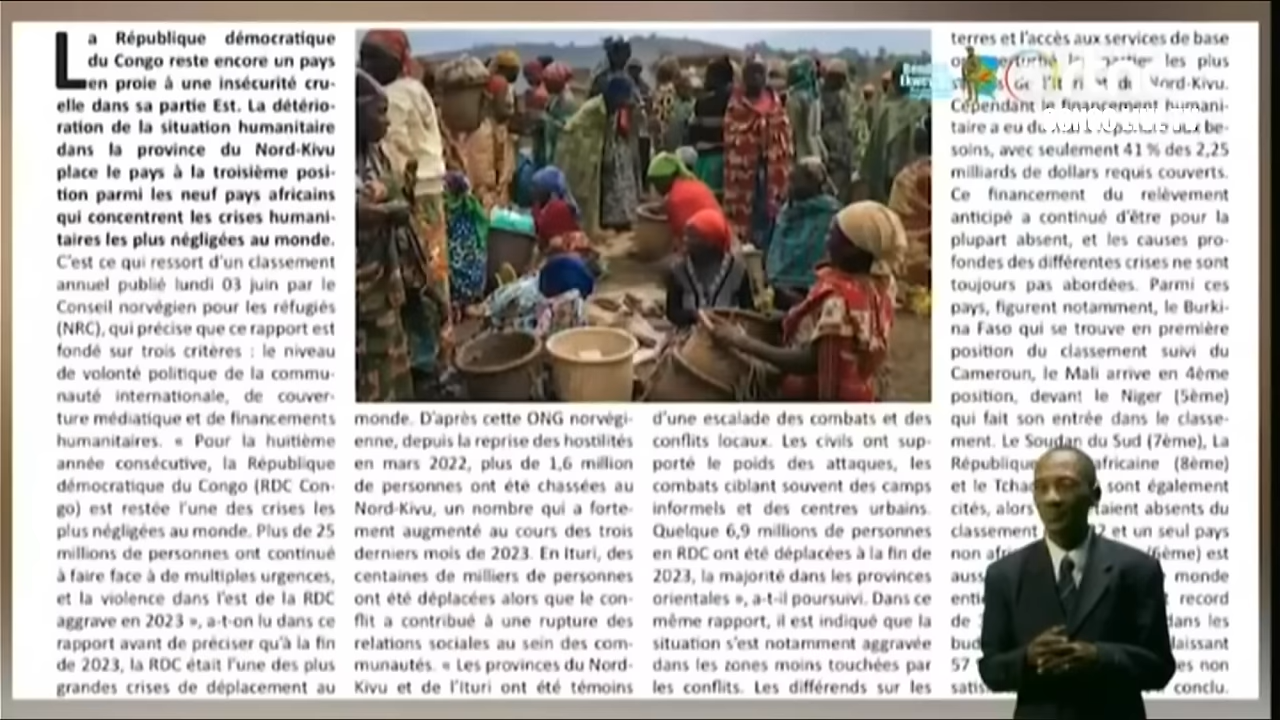 La République démocratique
du Congo reste encore un pays
en proie à une insécurité cru-
elle dans sa partie Est. La détério-
ration de la situation humanitaire
dans la province du Nord-Kivu
place le pays à la troisième posi-
tion parmi les neuf pays africains
qui concentrent les crises humani-
taires les plus négligées au monde.
C'est ce qui ressort d'un classement
annuel publié lundi 03 juin par le
Conseil norvégien pour les réfugiés
(NRC), qui précise que ce rapport est
fondé sur trois critères : le niveau
de volonté politique de la commu-
nauté internationale, de couver-
ture médiatique et de financements
humanitaires. « Pour la huitième
année consécutive, la République
démocratique du Congo (RDC Con-
go) est restée l'une des crises les
plus négligées au monde. Plus de 25
millions de personnes ont continué
à faire face à de multiples urgences,
et la violence dans l'est de la RDC
aggrave en 2023 », a-t-on lu dans ce
rapport avant de préciser qu'à la fin
de 2023, la RDC était l'une des plus
grandes crises de déplacement au
monde. D'après cette ONG norvégi-
enne, depuis la reprise des hostilités
en mars 2022, plus de 1,6 million
de personnes ont été chassées au
Nord-Kivu, un nombre qui a forte-
ment augmenté au cours des trois
derniers mois de 2023. En Ituri, des
centaines de milliers de personnes
ont été déplacées alors que le con-
flit a contribué à une rupture des
relations sociales au sein des com-
munautés. « Les provinces du Nord-
Kivu et de l'Ituri ont été témoins
d'une escalade des combats et des
conflits locaux. Les civils ont sup-
porté le poids des attaques, les
combats ciblant souvent des camps
informels et des centres urbains.
Quelque 6,9 millions de personnes
en RDC ont été déplacées à la fin de
2023, la majorité dans les provinces
orientales », a-t-il poursuivi. Dans ce
même rapport, il est indiqué que la
situation s'est notamment aggravée
dans les zones moins touchées par
les conflits. Les différends sur les
terres et l'accès aux services de base
les plus
Nord-Kivu.
Cependant le financement humani-
taire a eu du be-
soins, avec seulement 41 % des 2,25
milliards de dollars requis couverts.
Ce financement du relèvement
anticipé a continué d'être pour la
plupart absent, et les causes pro-
fondes des différentes crises ne sont
toujours pas abordées. Parmi ces
pays, figurent notamment, le Burki-
na Faso qui se trouve en première
position du classement suivi du
Cameroun, le Mali arrive en 4ème
position, devant le Niger (5ème)
qui fait son entrée dans le classe-
ment. Le Soudan du Sud (7ème), La
République africaine (8ème)
et le sont également
cités, alors absents du
classement et un seul pays
non (6ème) est
monde
record
de dans les
57 non
conclu.